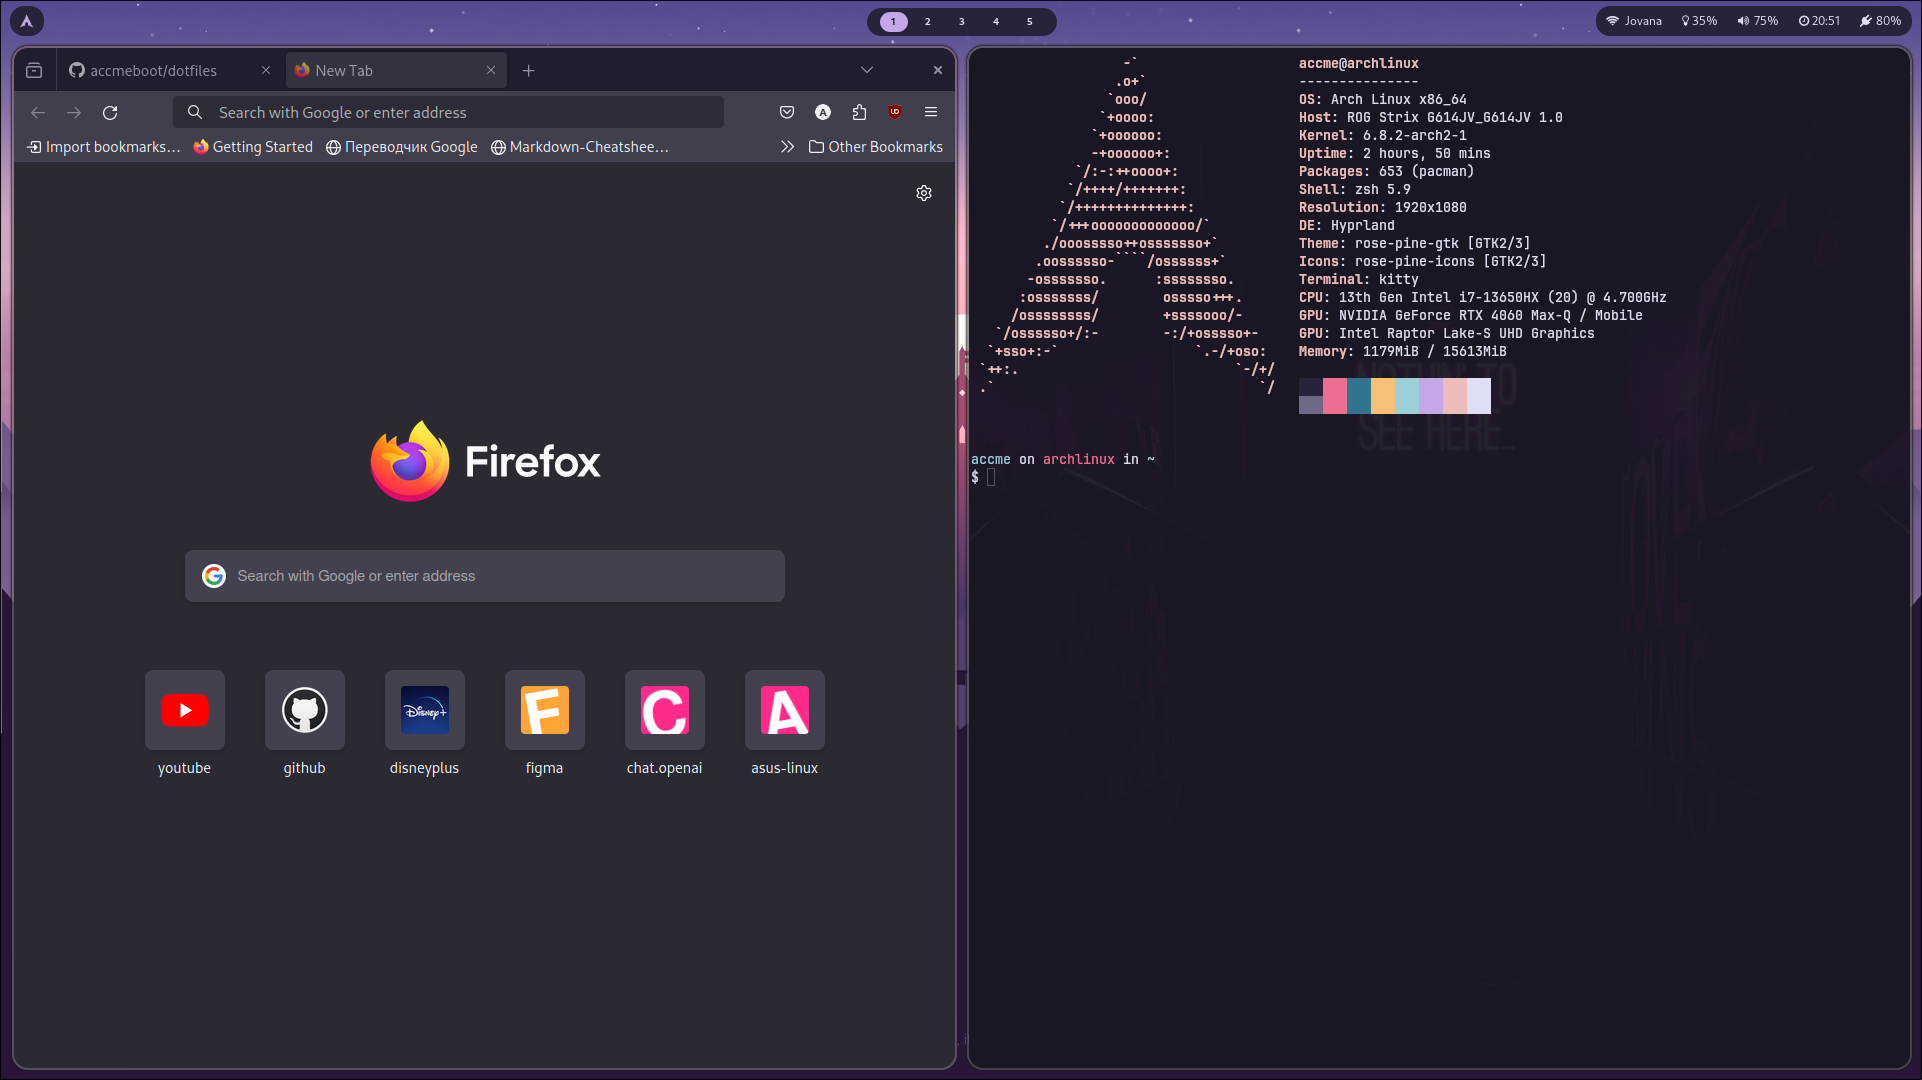 1 2 3 4 5
Jovana 35% 75% 20:51 80%
accmeboot/dotfiles New Tab
Search with Google or enter address
Import bookmarks... Getting Started Переводчик Google Markdown-Cheatshee... Other Bookmarks
Firefox
Search with Google or enter address
youtube github disneyplus figma chat.openai asus-linux
accme@archlinux
---------------
OS: Arch Linux x86_64
Host: ROG Strix G614JV_G614JV 1.0
Kernel: 6.8.2-arch2-1
Uptime: 2 hours, 50 mins
Packages: 653 (pacman)
Shell: zsh 5.9
Resolution: 1920x1080
DE: Hyprland
Theme: rose-pine-gtk [GTK2/3]
Icons: rose-pine-icons [GTK2/3]
Terminal: kitty
CPU: 13th Gen Intel i7-13650HX (20) @ 4.700GHz
GPU: NVIDIA GeForce RTX 4060 Max-Q / Mobile
GPU: Intel Raptor Lake-S UHD Graphics
Memory: 1179MiB / 15613MiB
NOTHIN' TO
SEE HERE...
accme on archlinux in ~
$